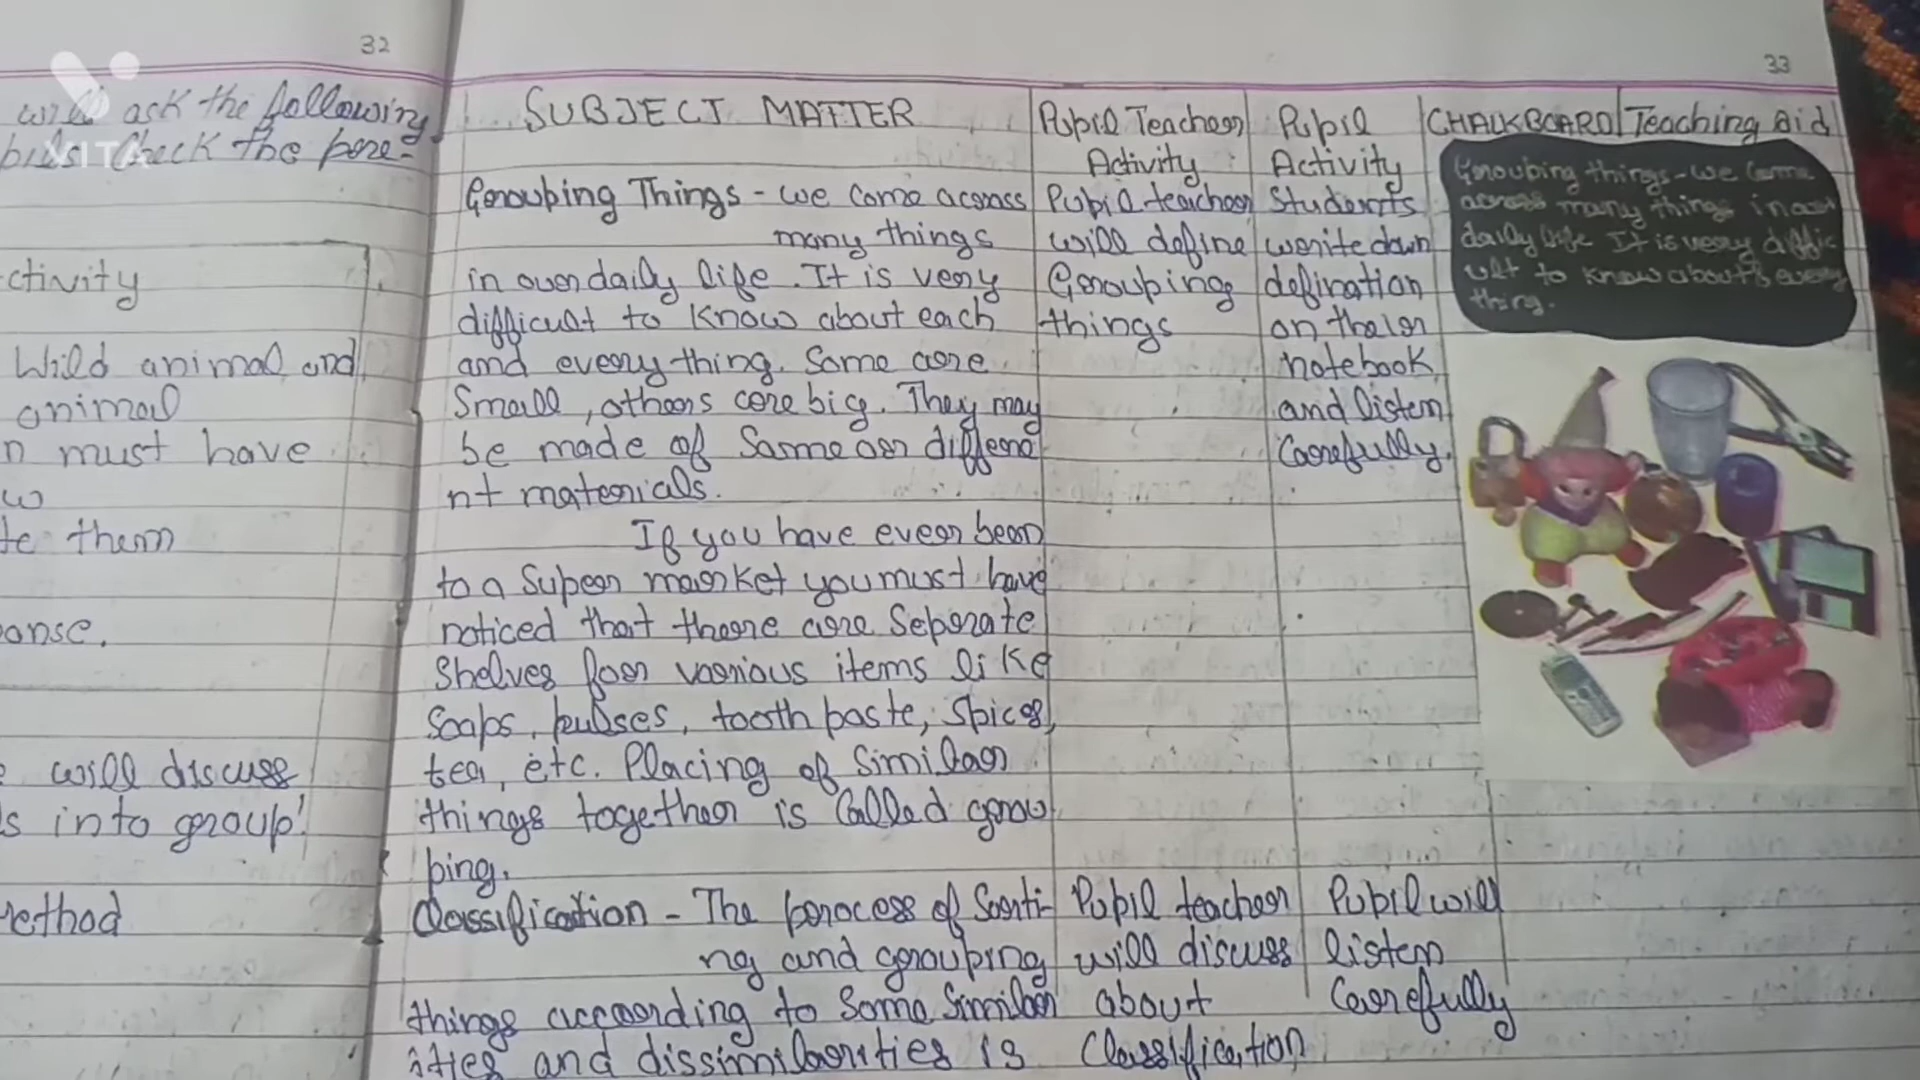 32
will ask the following
Check the pore-
ctivity
Wild animal and
animal
n must have
w
te them
onse.
will discuss
s into group'
ethod
33
SUBJECT MATTER
Pupil Teacher
Activity
Pupil
Activity
CHALKBOARD
Teaching aid
Grouping Things - we come across
many things
in our daily life. It is very
difficult to know about each
and every thing. Some are
Small, others are big. They may
be made of Same or differe
nt materials.
If you have ever been
to a Super market you must have
noticed that there are Seperate
Shelves for various items like
Soaps, pulses, tooth paste, Spices,
tea, etc. Placing of Similar
things together is Called grou
ping.
Classification - The process of Sorti-
ng and grouping
things according to Some Similar
ities and dissimilarities is
Pupil teacher
will define
Grouping
things
Pupil teacher
will discuss
about
Classification
Students
write down
defination
on
notebook
and listen
Carefully.
Pupil will
listen
Carefully
Grouping things - we come
across many things in our
daily life It is very diffic
ult to know about every
thing.